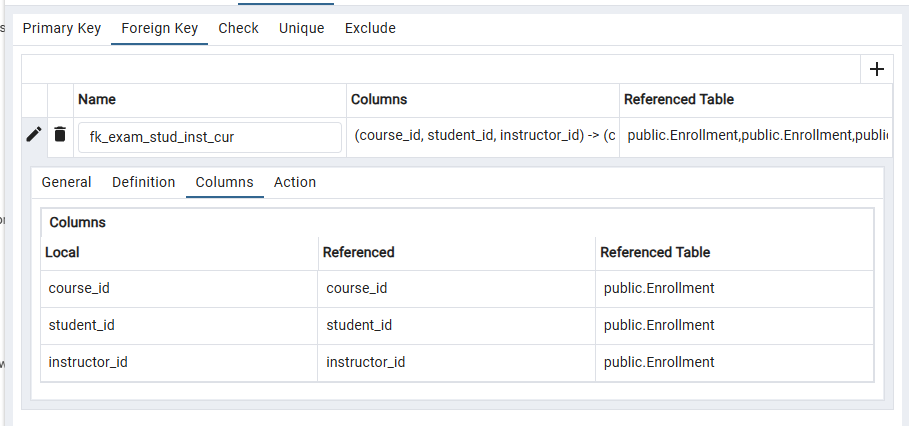 Primary Key Foreign Key Check Unique Exclude
Name Columns Referenced Table
fk_exam_stud_inst_cur (course_id, student_id, instructor_id) -> (c public.Enrollment,public.Enrollment,public
General Definition Columns Action
Columns
Local Referenced Referenced Table
course_id course_id public.Enrollment
student_id student_id public.Enrollment
instructor_id instructor_id public.Enrollment